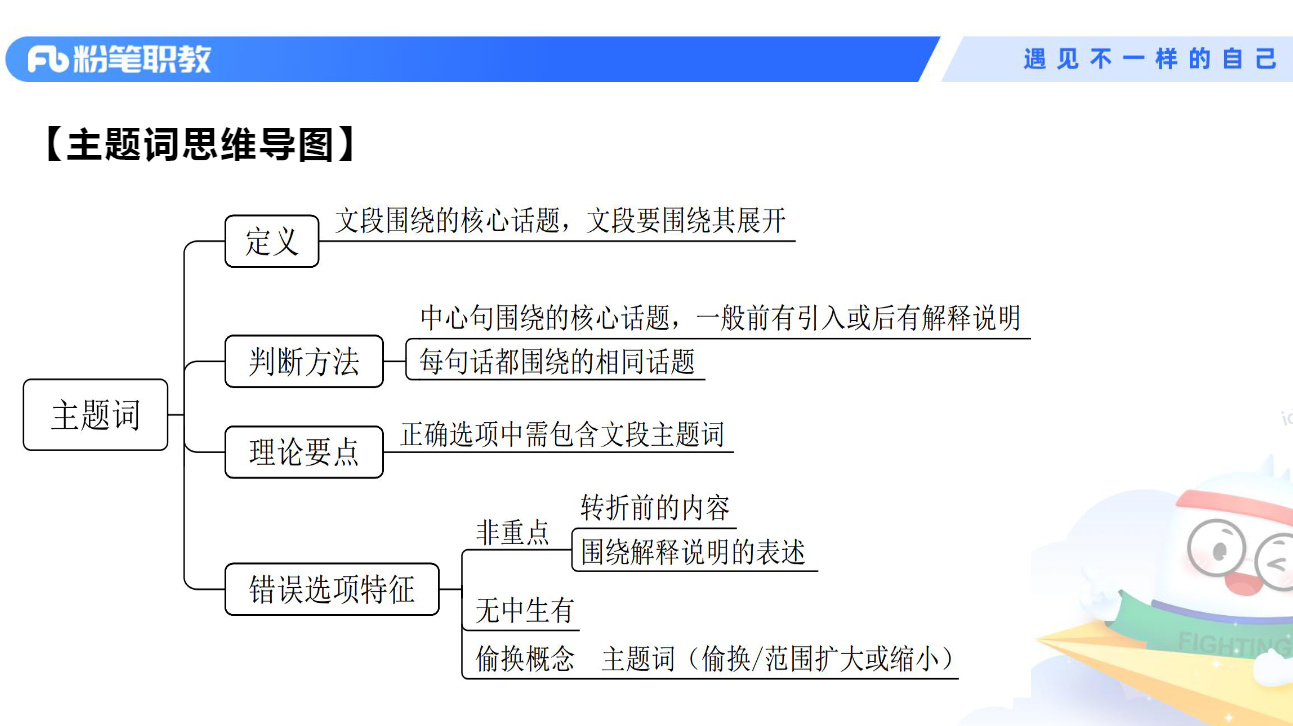 粉笔职教
遇见不一样的自己
【主题词思维导图】
主题词
定义
文段围绕的核心话题，文段要围绕其展开
判断方法
中心句围绕的核心话题，一般前有引入或后有解释说明
每句话都围绕的相同话题
理论要点
正确选项中需包含文段主题词
错误选项特征
非重点
转折前的内容
围绕解释说明的表述
无中生有
偷换概念 主题词（偷换/范围扩大或缩小）
FIGHTING